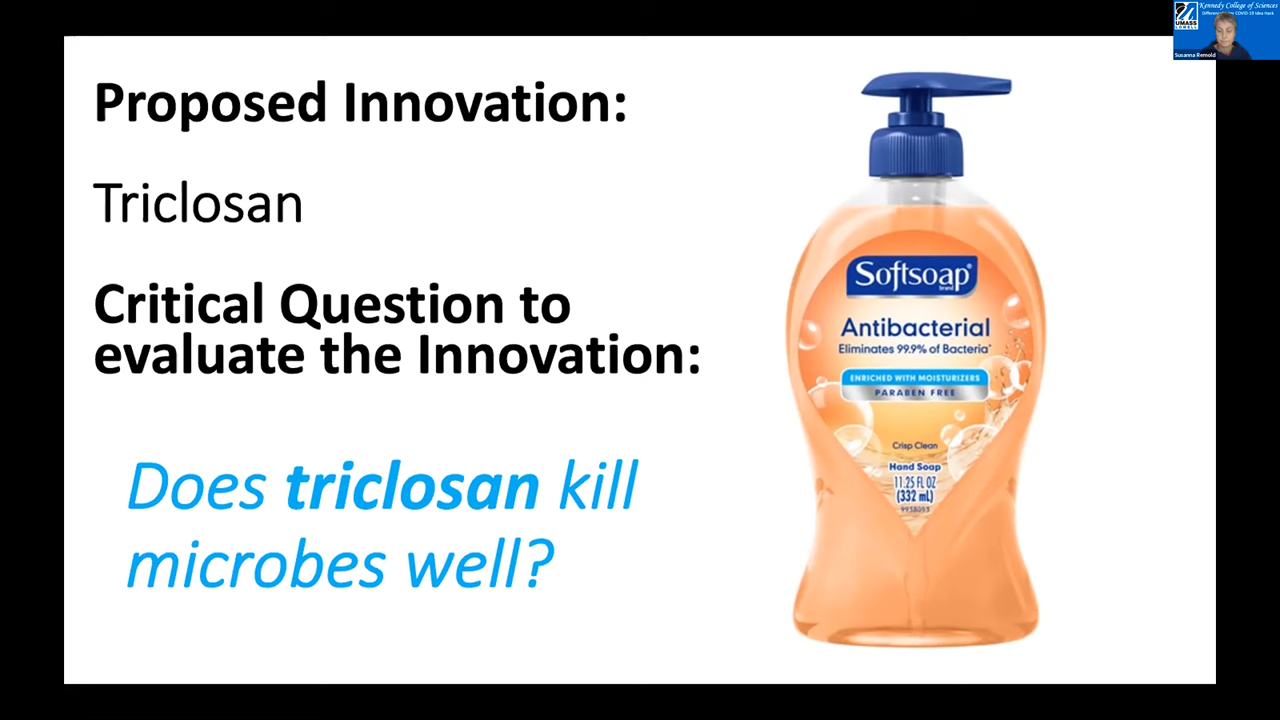 Kennedy College of Sciences
UMASS
LOWELL
Susanna Remold
Proposed Innovation:
Triclosan
Critical Question to
evaluate the Innovation:
Does triclosan kill
microbes well?
Softsoap®
brand
Antibacterial
Eliminates 99.9% of Bacteria*
ENRICHED WITH MOISTURIZERS
PARABEN FREE
Crisp Clean
Hand Soap
11.25 FL OZ
(332 mL)